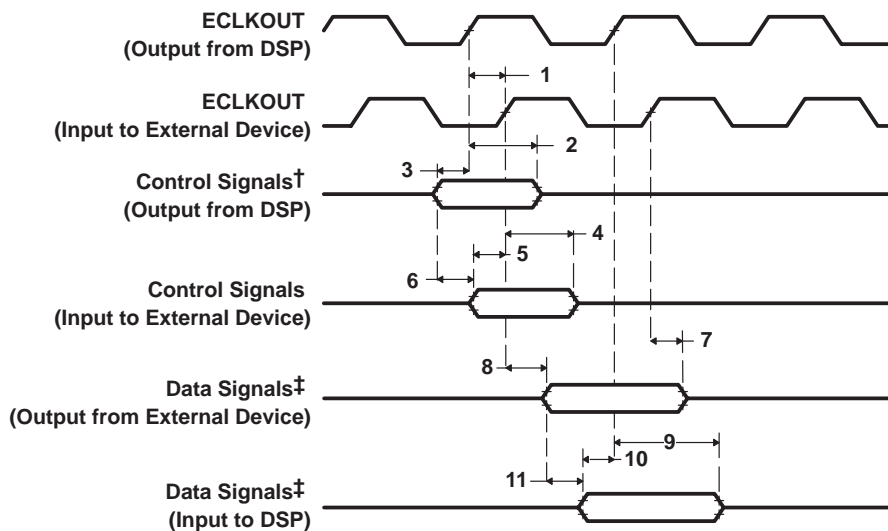 ECLKOUT
(Output from DSP)
1
ECLKOUT
(Input to External Device)
2
3
Control Signals†
(Output from DSP)
4
5
6
Control Signals
(Input to External Device)
7
8
Data Signals‡
(Output from External Device)
9
10
11
Data Signals‡
(Input to DSP)